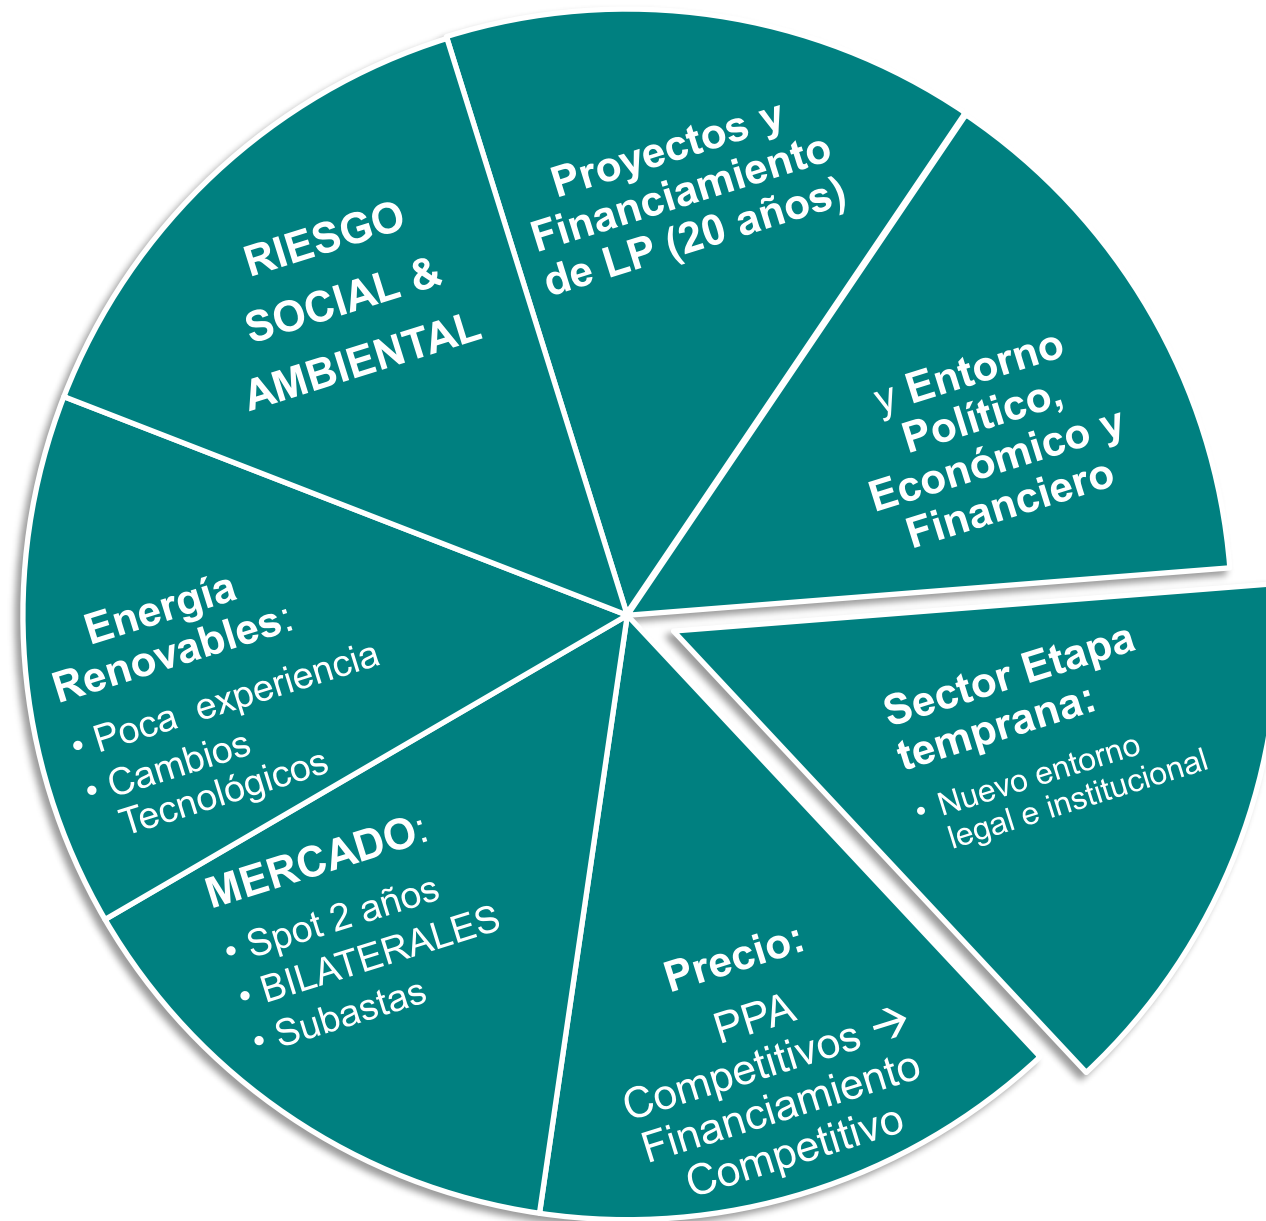 Proyectos y
Financiamiento
de LP (20 años)
y Entorno
Político,
Económico y
Financiero
Sector Etapa
temprana:
• Nuevo entorno
legal e institucional
Precio:
PPA
Competitivos →
Financiamiento
Competitivo
MERCADO:
• Spot 2 años
• BILATERALES
• Subastas
Energía
Renovables:
• Poca experiencia
• Cambios
Tecnológicos
RIESGO
SOCIAL &
AMBIENTAL